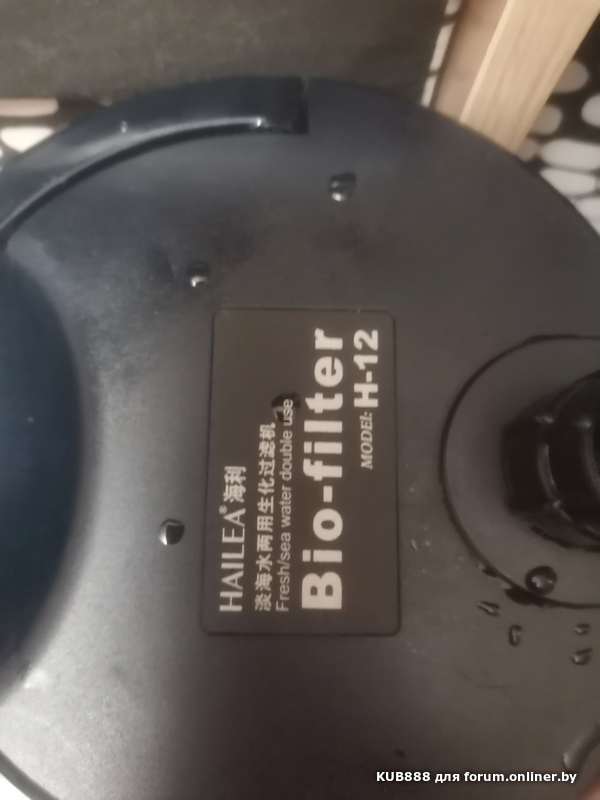 HAILEA® 海利
淡海水两用生化过滤机
Fresh/sea water double use
Bio-filter
MODEL: H-12
KUB888 для forum.onliner.by